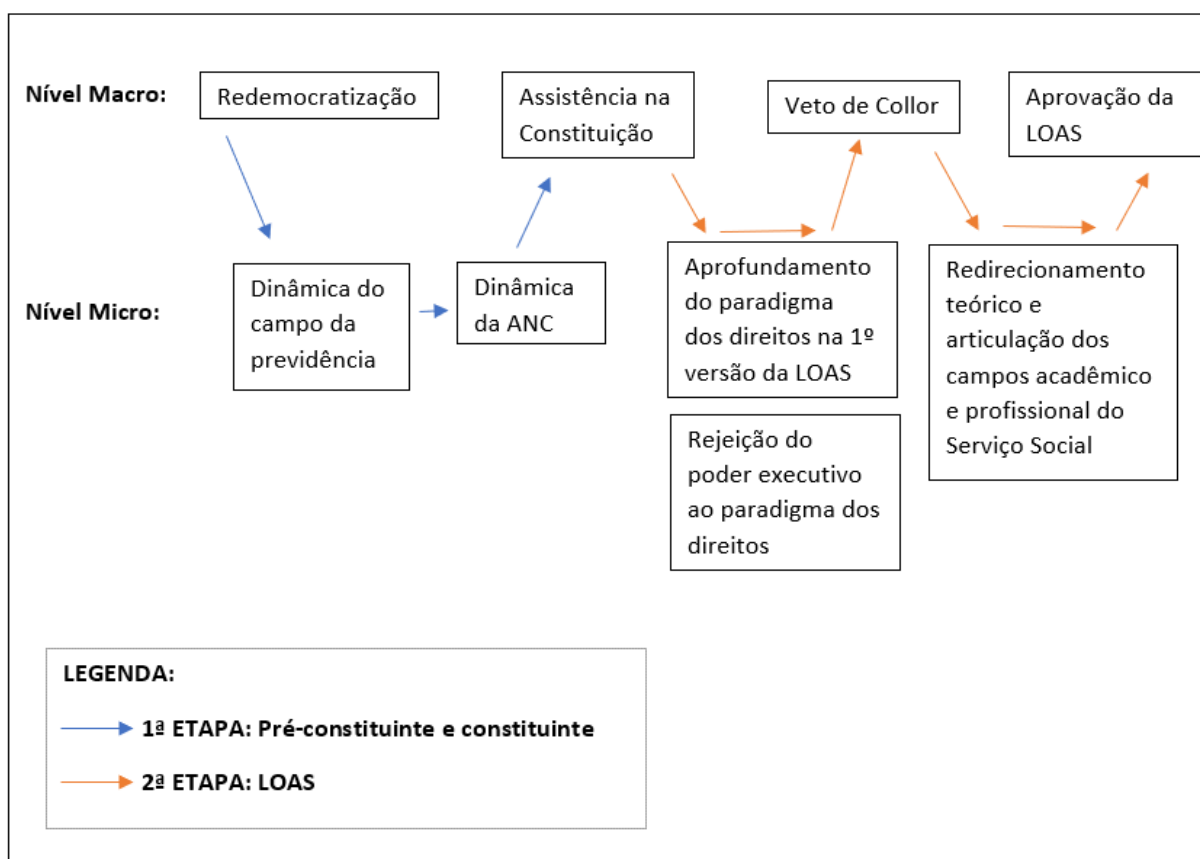 Nível Macro:
Redemocratização
Assistência na
Constituição
Veto de Collor
Aprovação da
LOAS
Nível Micro:
Dinâmica do
campo da
previdência
Dinâmica
da ANC
Aprofundamento
do paradigma
dos direitos na 1º
versão da LOAS
Rejeição do
poder executivo
ao paradigma dos
direitos
Redirecionamento
teórico e
articulação dos
campos acadêmico
e profissional do
Serviço Social
LEGENDA:
1ª ETAPA: Pré-constituinte e constituinte
2ª ETAPA: LOAS